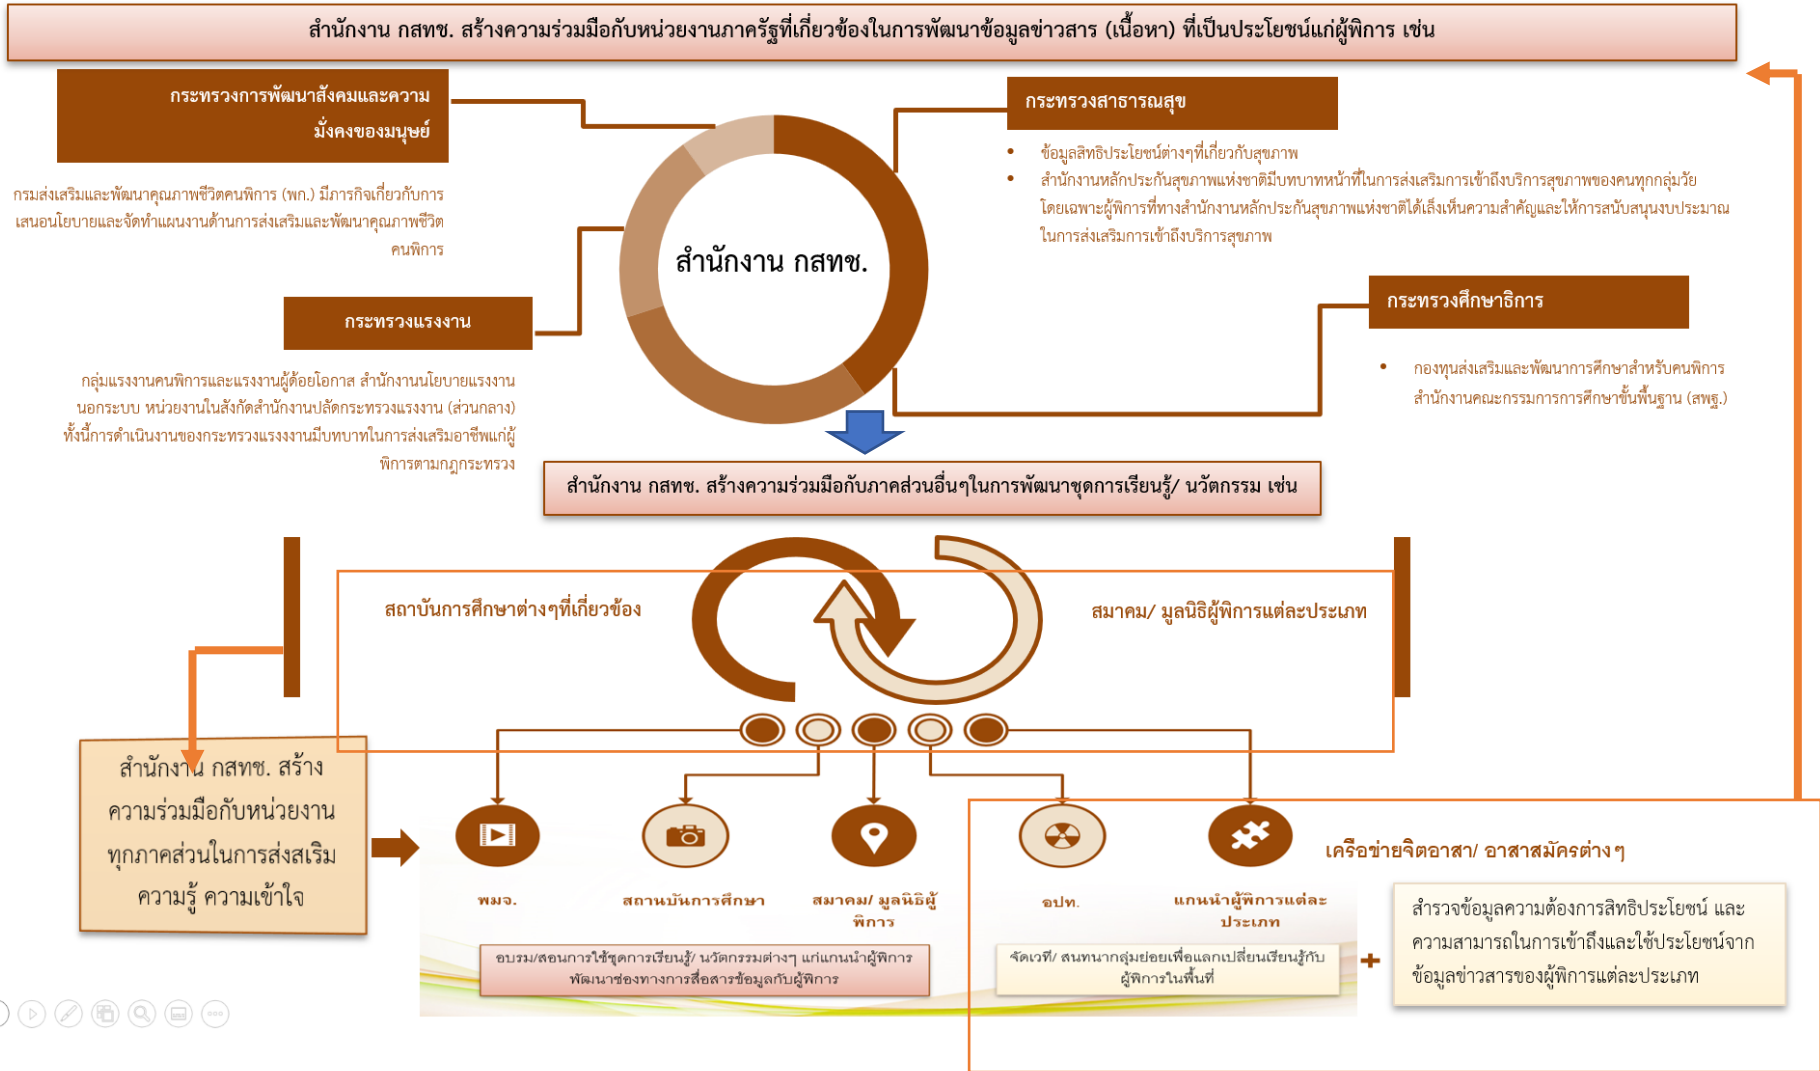 สำนักงาน กสทช. สร้างความร่วมมือกับหน่วยงานภาครัฐที่เกี่ยวข้องในการพัฒนาข้อมูลข่าวสาร (เนื้อหา) ที่เป็นประโยชน์แก่ผู้พิการ เช่น
กระทรวงการพัฒนาสังคมและความ
มั่งคงของมนุษย์
กรมส่งเสริมและพัฒนาคุณภาพชีวิตคนพิการ (พก.) มีภารกิจเกี่ยวกับการ
เสนอนโยบายและจัดทำแผนงานด้านการส่งเสริมและพัฒนาคุณภาพชีวิต
คนพิการ
กระทรวงสาธารณสุข
• ข้อมูลสิทธิประโยชน์ต่างๆที่เกี่ยวกับสุขภาพ
• สำนักงานหลักประกันสุขภาพแห่งชาติมีบทบาทหน้าที่ในการส่งเสริมการเข้าถึงบริการสุขภาพของคนทุกกลุ่มวัย
โดยเฉพาะผู้พิการที่ทางสำนักงานหลักประกันสุขภาพแห่งชาติได้เล็งเห็นความสำคัญและให้การสนับสนุนงบประมาณ
ในการส่งเสริมการเข้าถึงบริการสุขภาพ
สำนักงาน กสทช.
กระทรวงแรงงาน
กลุ่มแรงงานคนพิการและแรงงานผู้ด้อยโอกาส สำนักงานนโยบายแรงงาน
นอกระบบ หน่วยงานในสังกัดสำนักงานปลัดกระทรวงแรงงาน (ส่วนกลาง)
ทั้งนี้การดำเนินงานของกระทรวงแรงงงานมีบทบาทในการส่งเสริมอาชีพแก่ผู้
พิการตามกฎกระทรวง
กระทรวงศึกษาธิการ
• กองทุนส่งเสริมและพัฒนาการศึกษาสำหรับคนพิการ
สำนักงานคณะกรรมการการศึกษาขั้นพื้นฐาน (สพฐ.)
สำนักงาน กสทช. สร้างความร่วมมือกับภาคส่วนอื่นๆในการพัฒนาชุดการเรียนรู้/ นวัตกรรม เช่น
สถาบันการศึกษาต่างๆที่เกี่ยวข้อง
สมาคม/ มูลนิธิผู้พิการแต่ละประเภท
สำนักงาน กสทช. สร้าง
ความร่วมมือกับหน่วยงาน
ทุกภาคส่วนในการส่งสริม
ความรู้ ความเข้าใจ
พมจ.
สถานบันการศึกษา
สมาคม/ มูลนิธิผู้
พิการ
อปท.
แกนนำผู้พิการแต่ละ
ประเภท
อบรม/สอนการใช้ชุดการเรียนรู้/ นวัตกรรมต่างๆ แก่แกนนำผู้พิการ
พัฒนาช่องทางการสื่อสารข้อมูลกับผู้พิการ
จัดเวที/ สนทนากลุ่มย่อยเพื่อแลกเปลี่ยนเรียนรู้กับ
ผู้พิการในพื้นที่
เครือข่ายจิตอาสา/ อาสาสมัครต่างๆ
สำรวจข้อมูลความต้องการสิทธิประโยชน์ และ
ความสามารถในการเข้าถึงและใช้ประโยชน์จาก
ข้อมูลข่าวสารของผู้พิการแต่ละประเภท